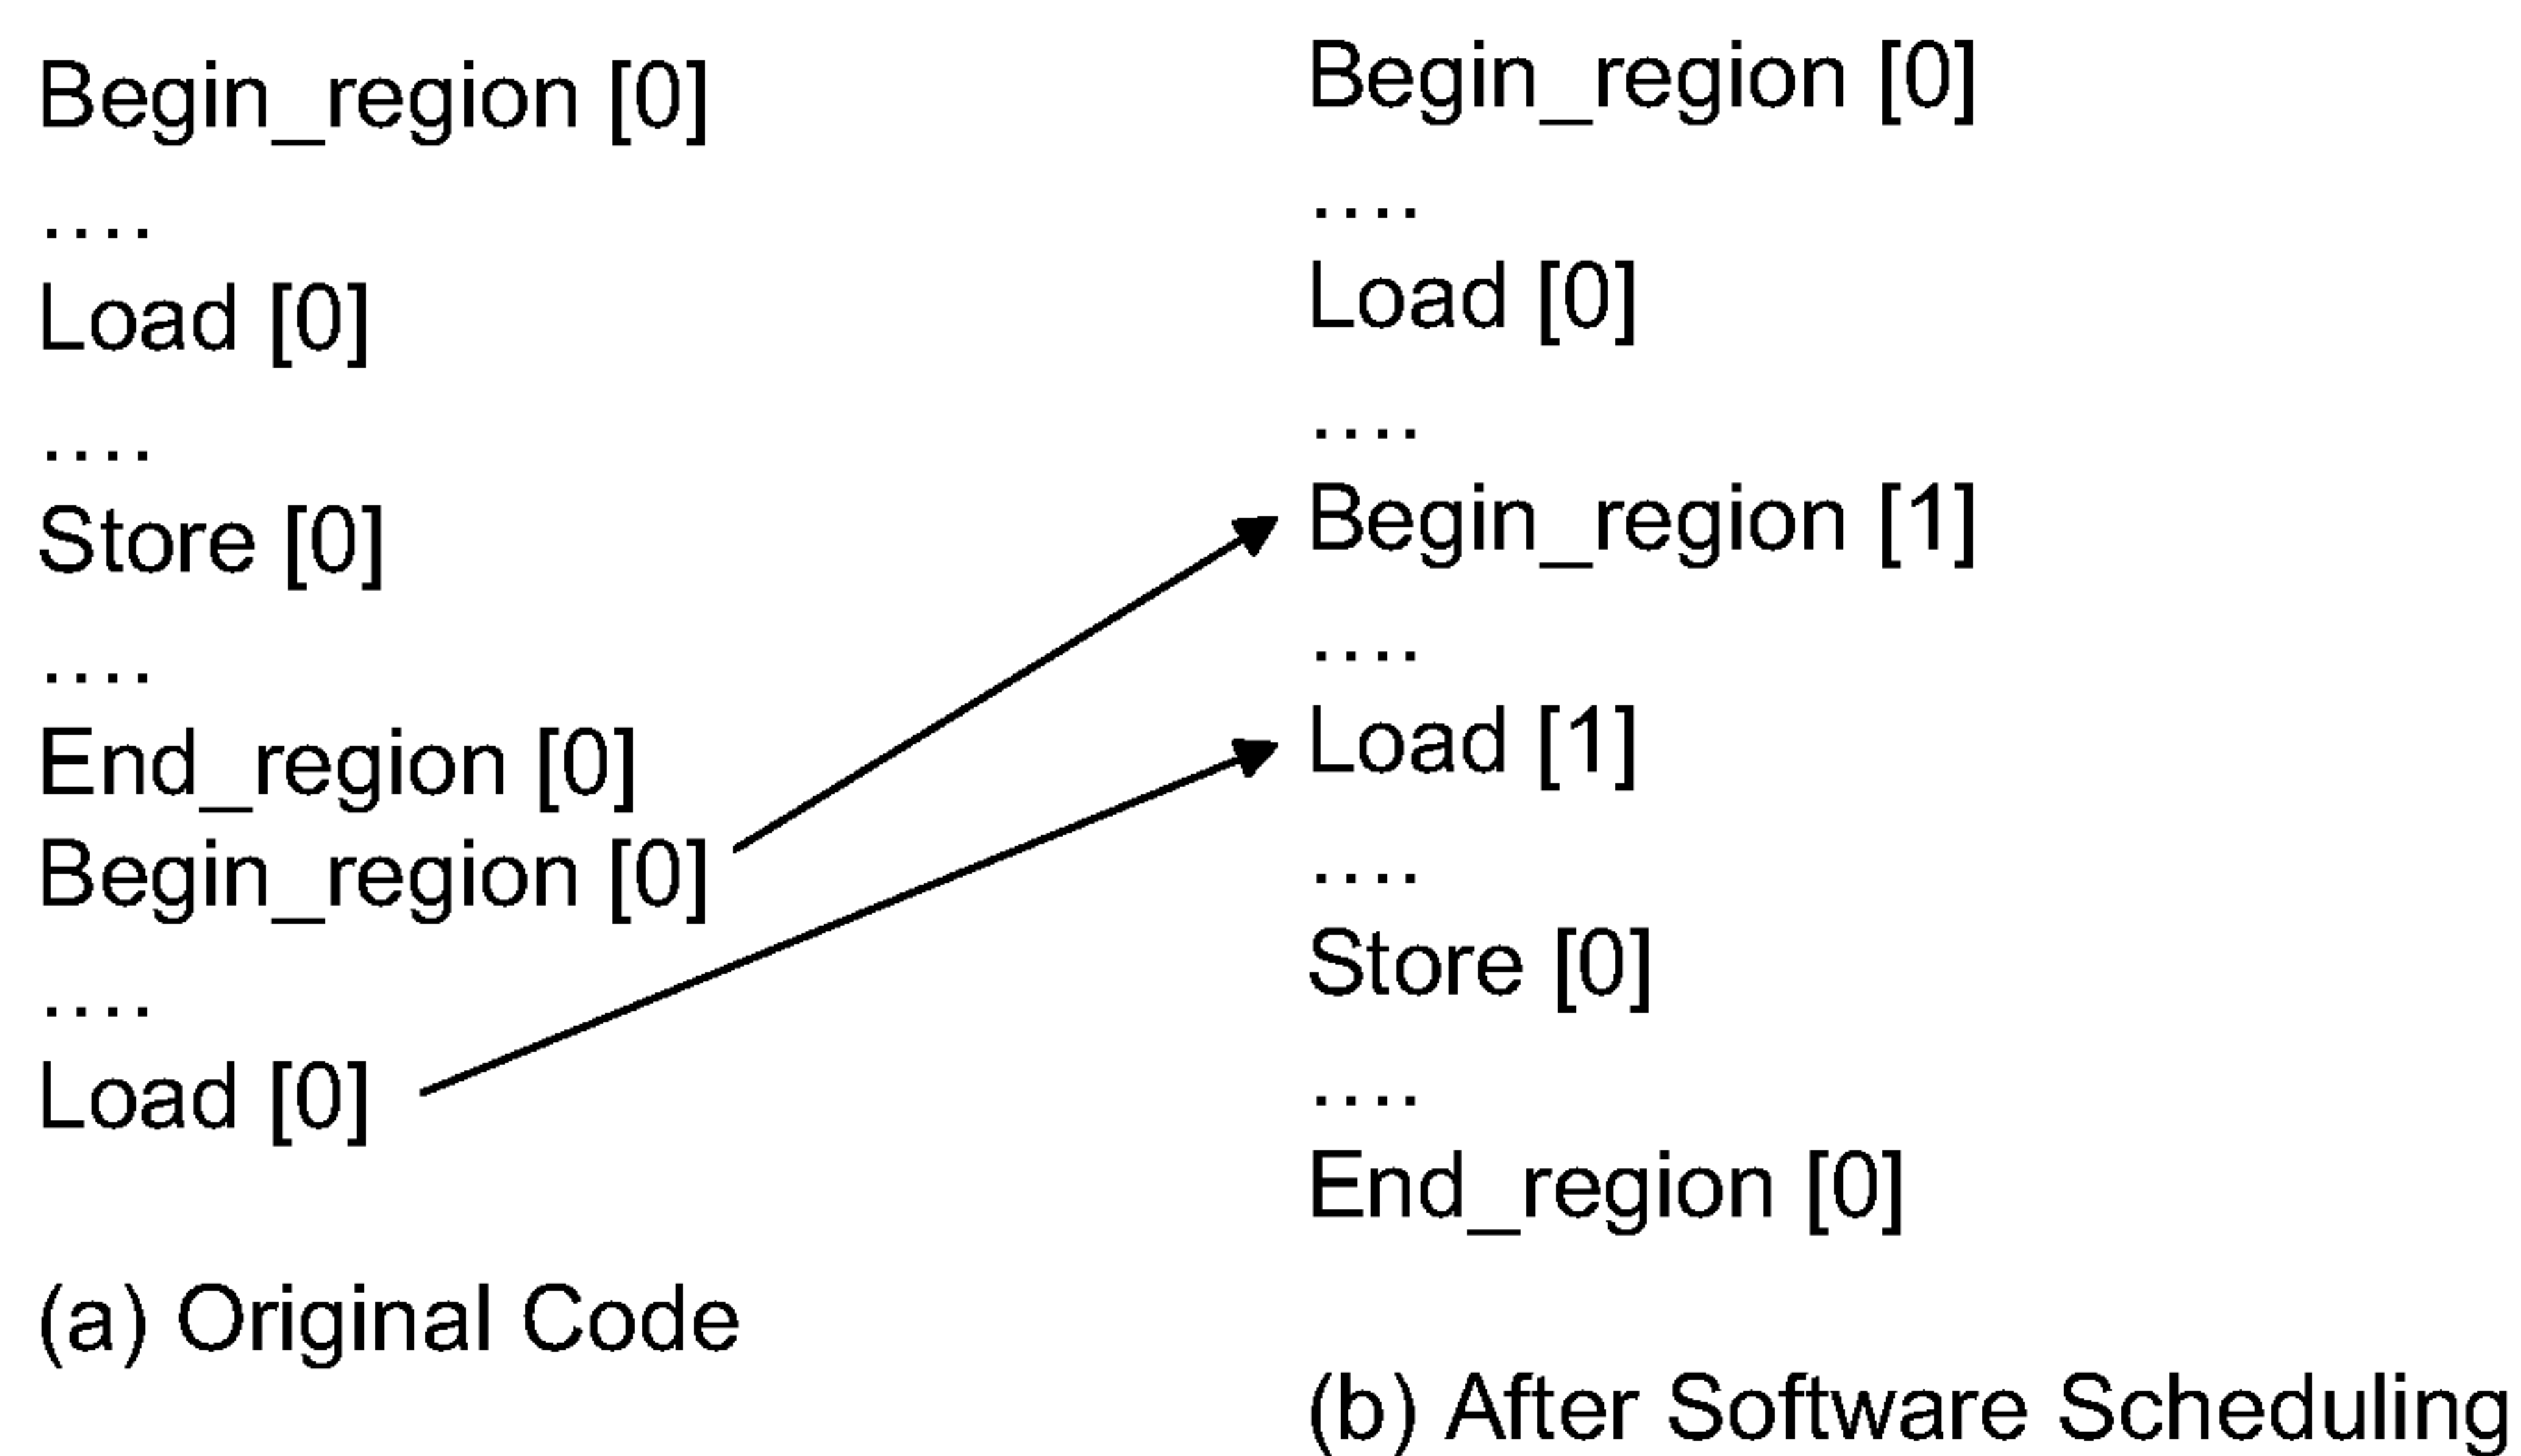 Begin_region [0]
....
Load [0]
....
Store [0]
....
End_region [0]
Begin_region [0]
....
Load [0]
(a) Original Code
Begin_region [0]
....
Load [0]
....
Begin_region [1]
....
Load [1]
....
Store [0]
....
End_region [0]
(b) After Software Scheduling